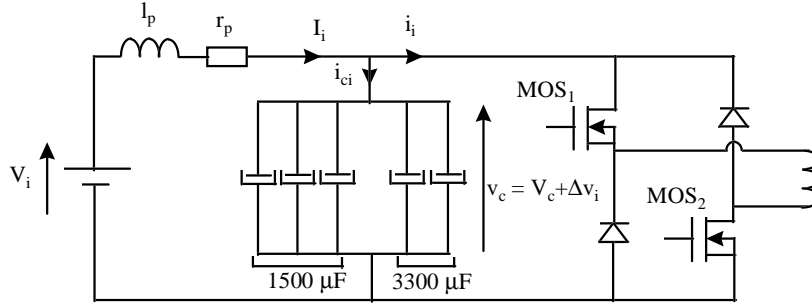 l_p
r_p
I_i
i_i
i_ci
MOS_1
V_i
v_c = V_c+Δv_i
MOS_2
1500 μF
3300 μF